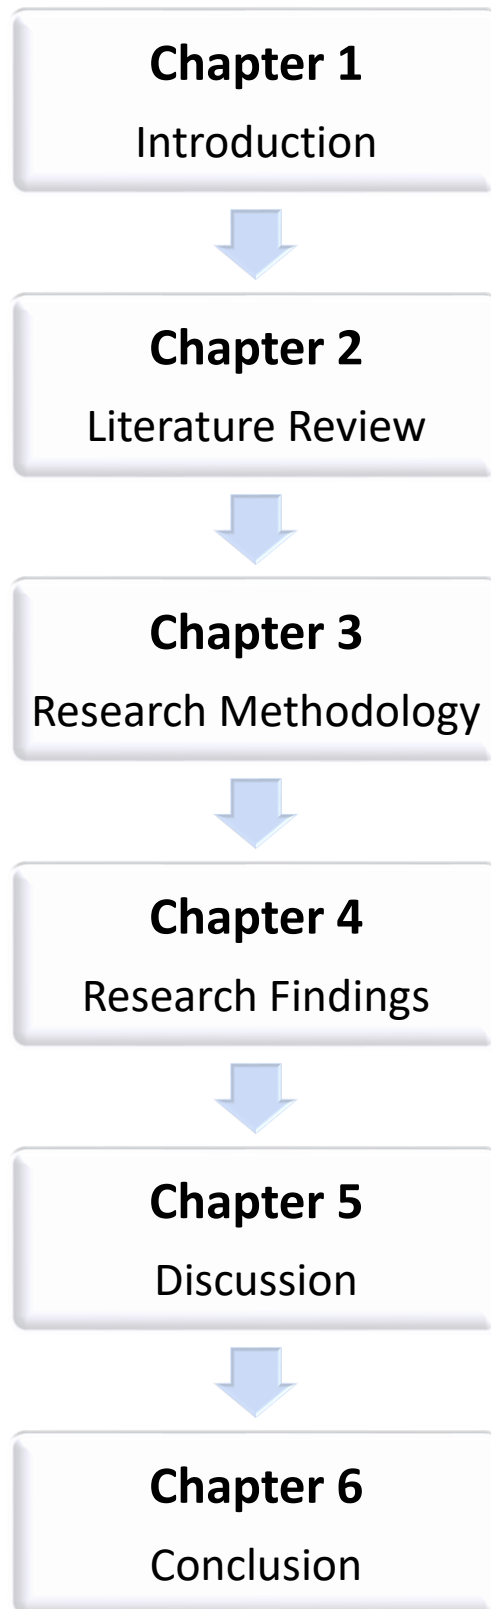 Chapter 1
Introduction
Chapter 2
Literature Review
Chapter 3
Research Methodology
Chapter 4
Research Findings
Chapter 5
Discussion
Chapter 6
Conclusion